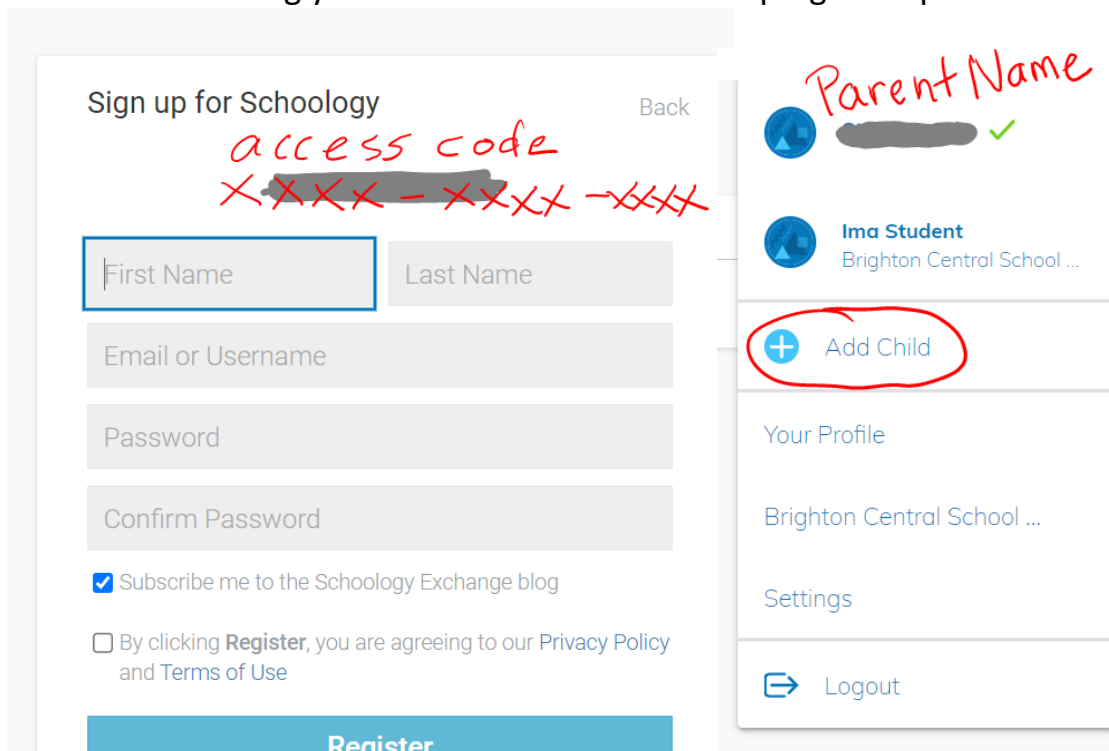 Sign up for Schoology
Back
access code
XXXX - XXXX - XXXX
First Name
Last Name
Email or Username
Password
Confirm Password
Subscribe me to the Schoology Exchange blog
By clicking Register, you are agreeing to our Privacy Policy
and Terms of Use
Register
Parent Name
Ima Student
Brighton Central School ...
Add Child
Your Profile
Brighton Central School ...
Settings
Logout